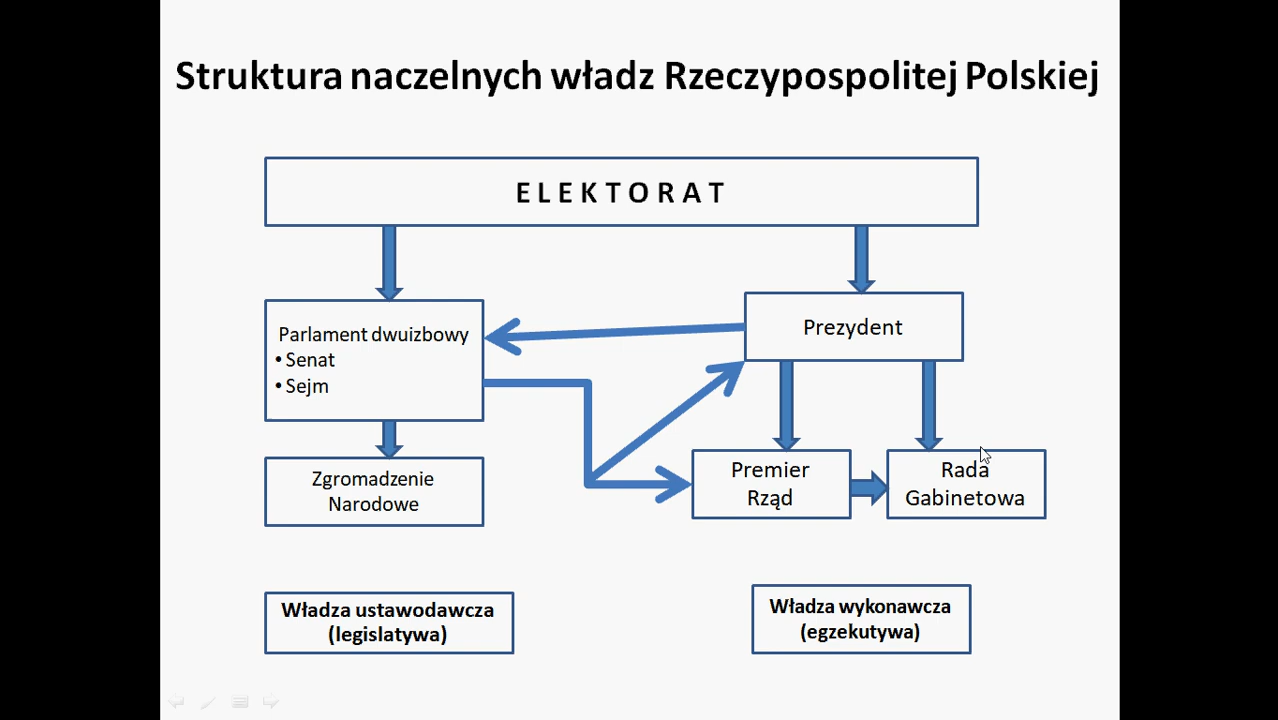 Struktura naczelnych władz Rzeczypospolitej Polskiej
ELEKTORAT
Parlament dwuizbowy
• Senat
• Sejm
Prezydent
Zgromadzenie
Narodowe
Premier
Rząd
Rada
Gabinetowa
Władza ustawodawcza
(legislatywa)
Władza wykonawcza
(egzekutywa)